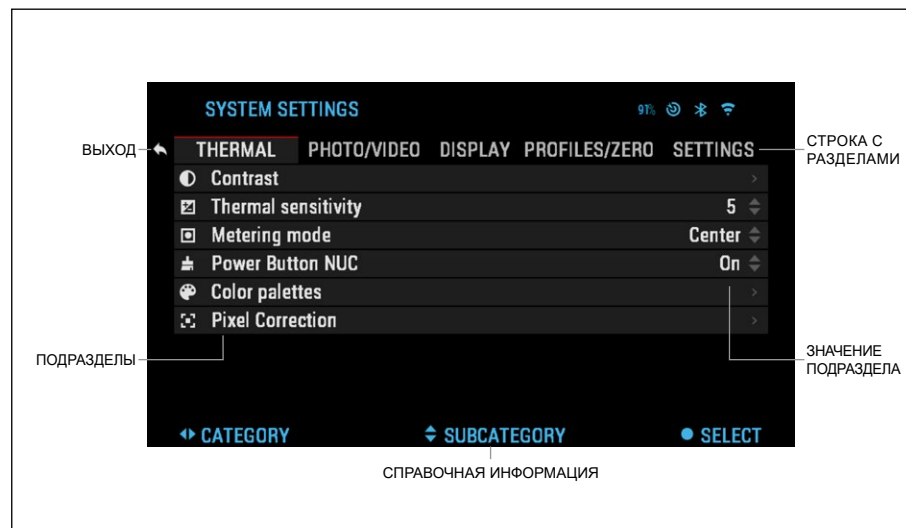 SYSTEM SETTINGS 91%
ВЫХОД THERMAL PHOTO/VIDEO DISPLAY PROFILES/ZERO SETTINGS
СТРОКА С
РАЗДЕЛАМИ
Contrast
Thermal sensitivity 5
Metering mode Center
Power Button NUC On
Color palettes
Pixel Correction
ПОДРАЗДЕЛЫ
ЗНАЧЕНИЕ
ПОДРАЗДЕЛА
CATEGORY SUBCATEGORY SELECT
СПРАВОЧНАЯ ИНФОРМАЦИЯ